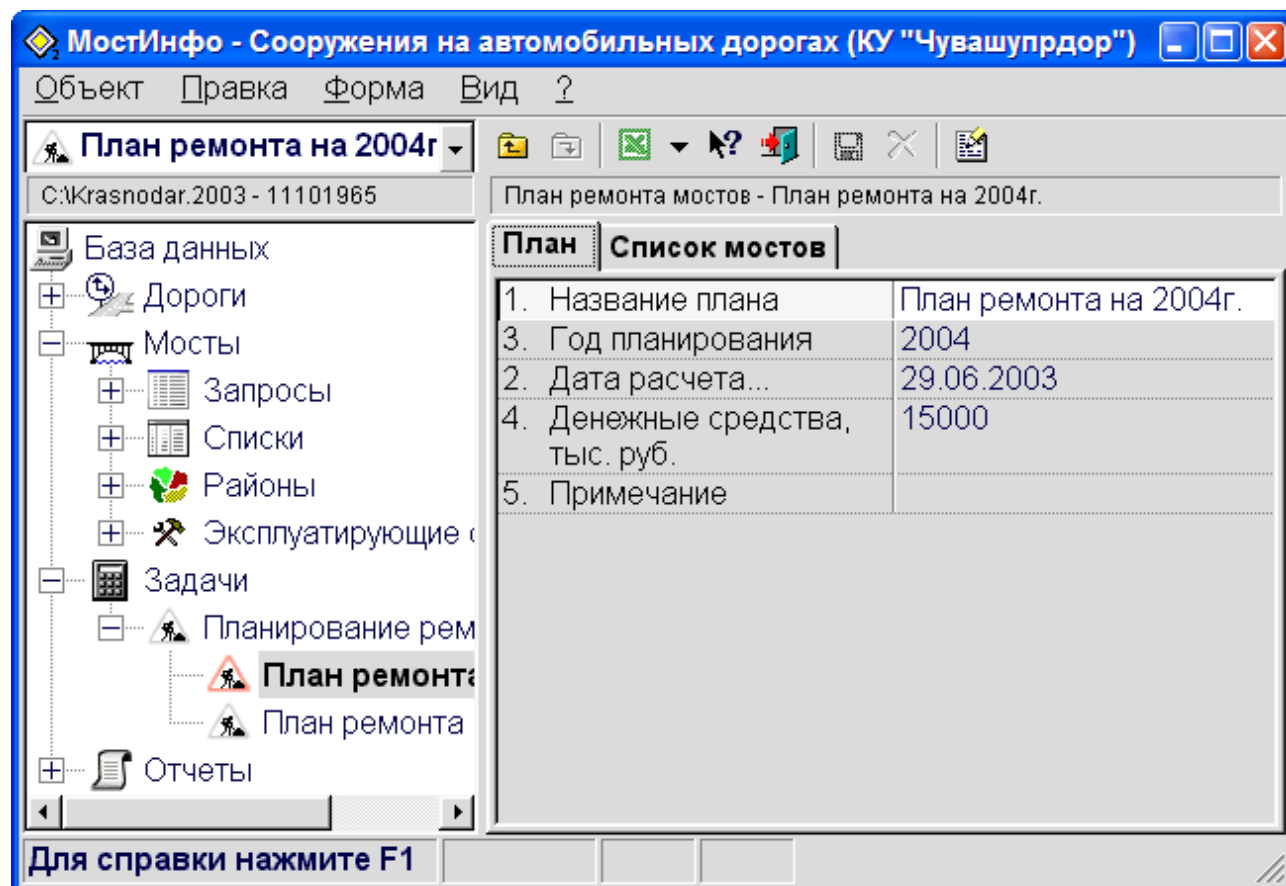 МостИнфо - Сооружения на автомобильных дорогах (КУ "Чувашупрдор")
Объект Правка Форма Вид ?
План ремонта на 2004г
C:\Krasnodar.2003 - 11101965
План ремонта мостов - План ремонта на 2004г.
База данных
Дороги
Мосты
Запросы
Списки
Районы
Эксплуатирующие
Задачи
Планирование рем
План ремонта
План ремонта
Отчеты
План Список мостов
1. Название плана План ремонта на 2004г.
3. Год планирования 2004
2. Дата расчета... 29.06.2003
4. Денежные средства, 15000
тыс. руб.
5. Примечание
Для справки нажмите F1